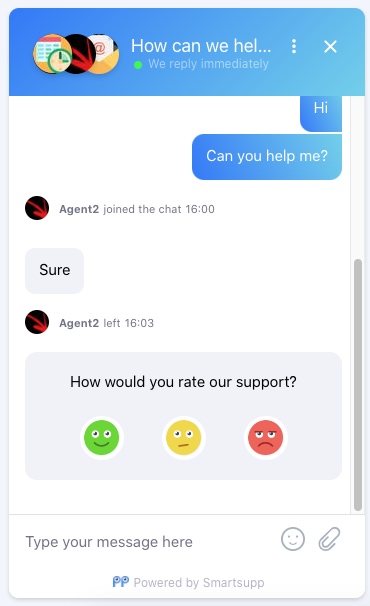 How can we hel...
We reply immediately
Hi
Can you help me?
Agent2 joined the chat 16:00
Sure
Agent2 left 16:03
How would you rate our support?
Type your message here
Powered by Smartsupp